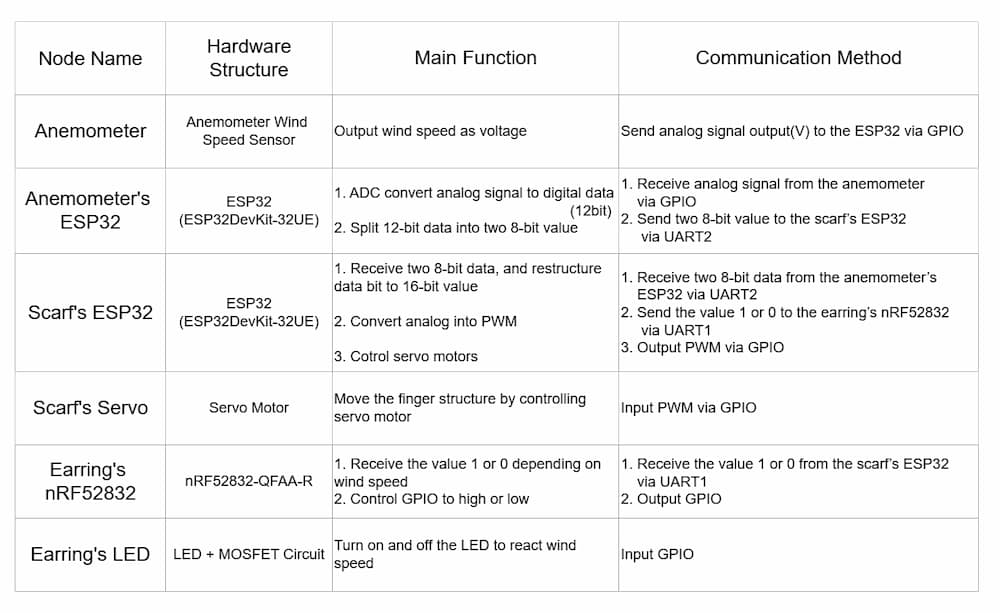 Node Name
Hardware
Structure
Main Function
Communication Method
Anemometer
Anemometer Wind
Speed Sensor
Output wind speed as voltage
Send analog signal output(V) to the ESP32 via GPIO
Anemometer's
ESP32
ESP32
(ESP32DevKit-32UE)
1. ADC convert analog signal to digital data
(12bit)
2. Split 12-bit data into two 8-bit value
1. Receive analog signal from the anemometer
via GPIO
2. Send two 8-bit value to the scarf's ESP32
via UART2
Scarf's ESP32
ESP32
(ESP32DevKit-32UE)
1. Receive two 8-bit data, and restructure
data bit to 16-bit value
2. Convert analog into PWM
3. Cotrol servo motors
1. Receive two 8-bit data from the anemometer's
ESP32 via UART2
2. Send the value 1 or 0 to the earring's nRF52832
via UART1
3. Output PWM via GPIO
Scarf's Servo
Servo Motor
Move the finger structure by controlling
servo motor
Input PWM via GPIO
Earring's
nRF52832
nRF52832-QFAA-R
1. Receive the value 1 or 0 depending on
wind speed
2. Control GPIO to high or low
1. Receive the value 1 or 0 from the scarf's ESP32
via UART1
2. Output GPIO
Earring's LED
LED + MOSFET Circuit
Turn on and off the LED to react wind
speed
Input GPIO